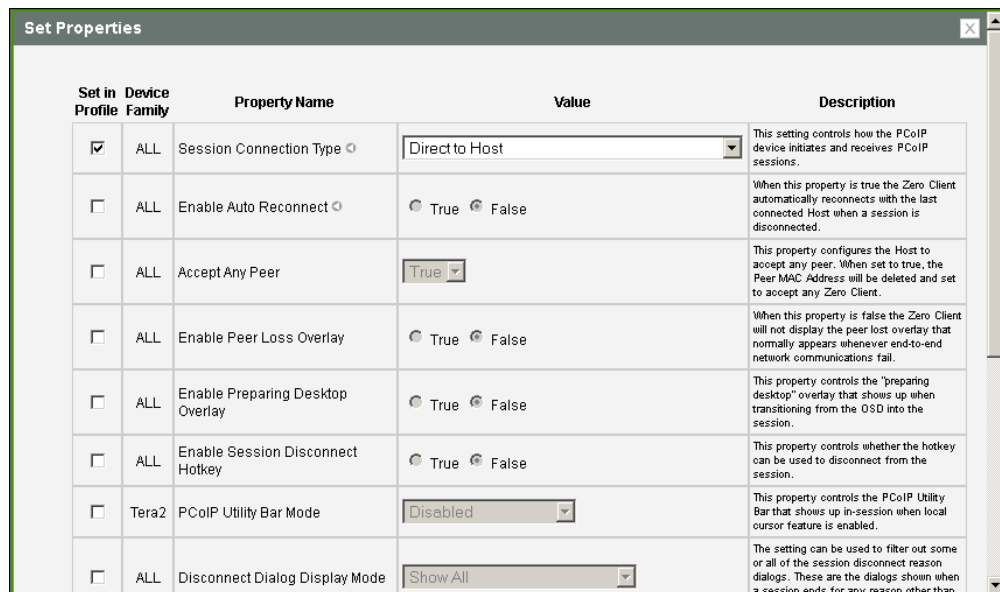 Set Properties
X
Set in Profile
Device Family
Property Name
Value
Description
ALL
Session Connection Type
Direct to Host
This setting controls how the PCoIP
device initiates and receives PCoIP
sessions.
ALL
Enable Auto Reconnect
True
False
When this property is true the Zero Client
automatically reconnects with the last
connected Host when a session is
disconnected.
ALL
Accept Any Peer
True
This property configures the Host to
accept any peer. When set to true, the
Peer MAC Address will be deleted and set
to accept any Zero Client.
ALL
Enable Peer Loss Overlay
True
False
When this property is false the Zero Client
will not display the peer lost overlay that
normally appears whenever end-to-end
network communications fail.
ALL
Enable Preparing Desktop
Overlay
True
False
This property controls the "preparing
desktop" overlay that shows up when
transitioning from the OSD into the
session.
ALL
Enable Session Disconnect
Hotkey
True
False
This property controls whether the hotkey
can be used to disconnect from the
session.
Tera2
PCoIP Utility Bar Mode
Disabled
This property controls the PCoIP Utility
Bar that shows up in-session when local
cursor feature is enabled.
ALL
Disconnect Dialog Display Mode
Show All
The setting can be used to filter out some
or all of the session disconnect reason
dialogs. These are the dialogs shown when
a session ends for any reason other than